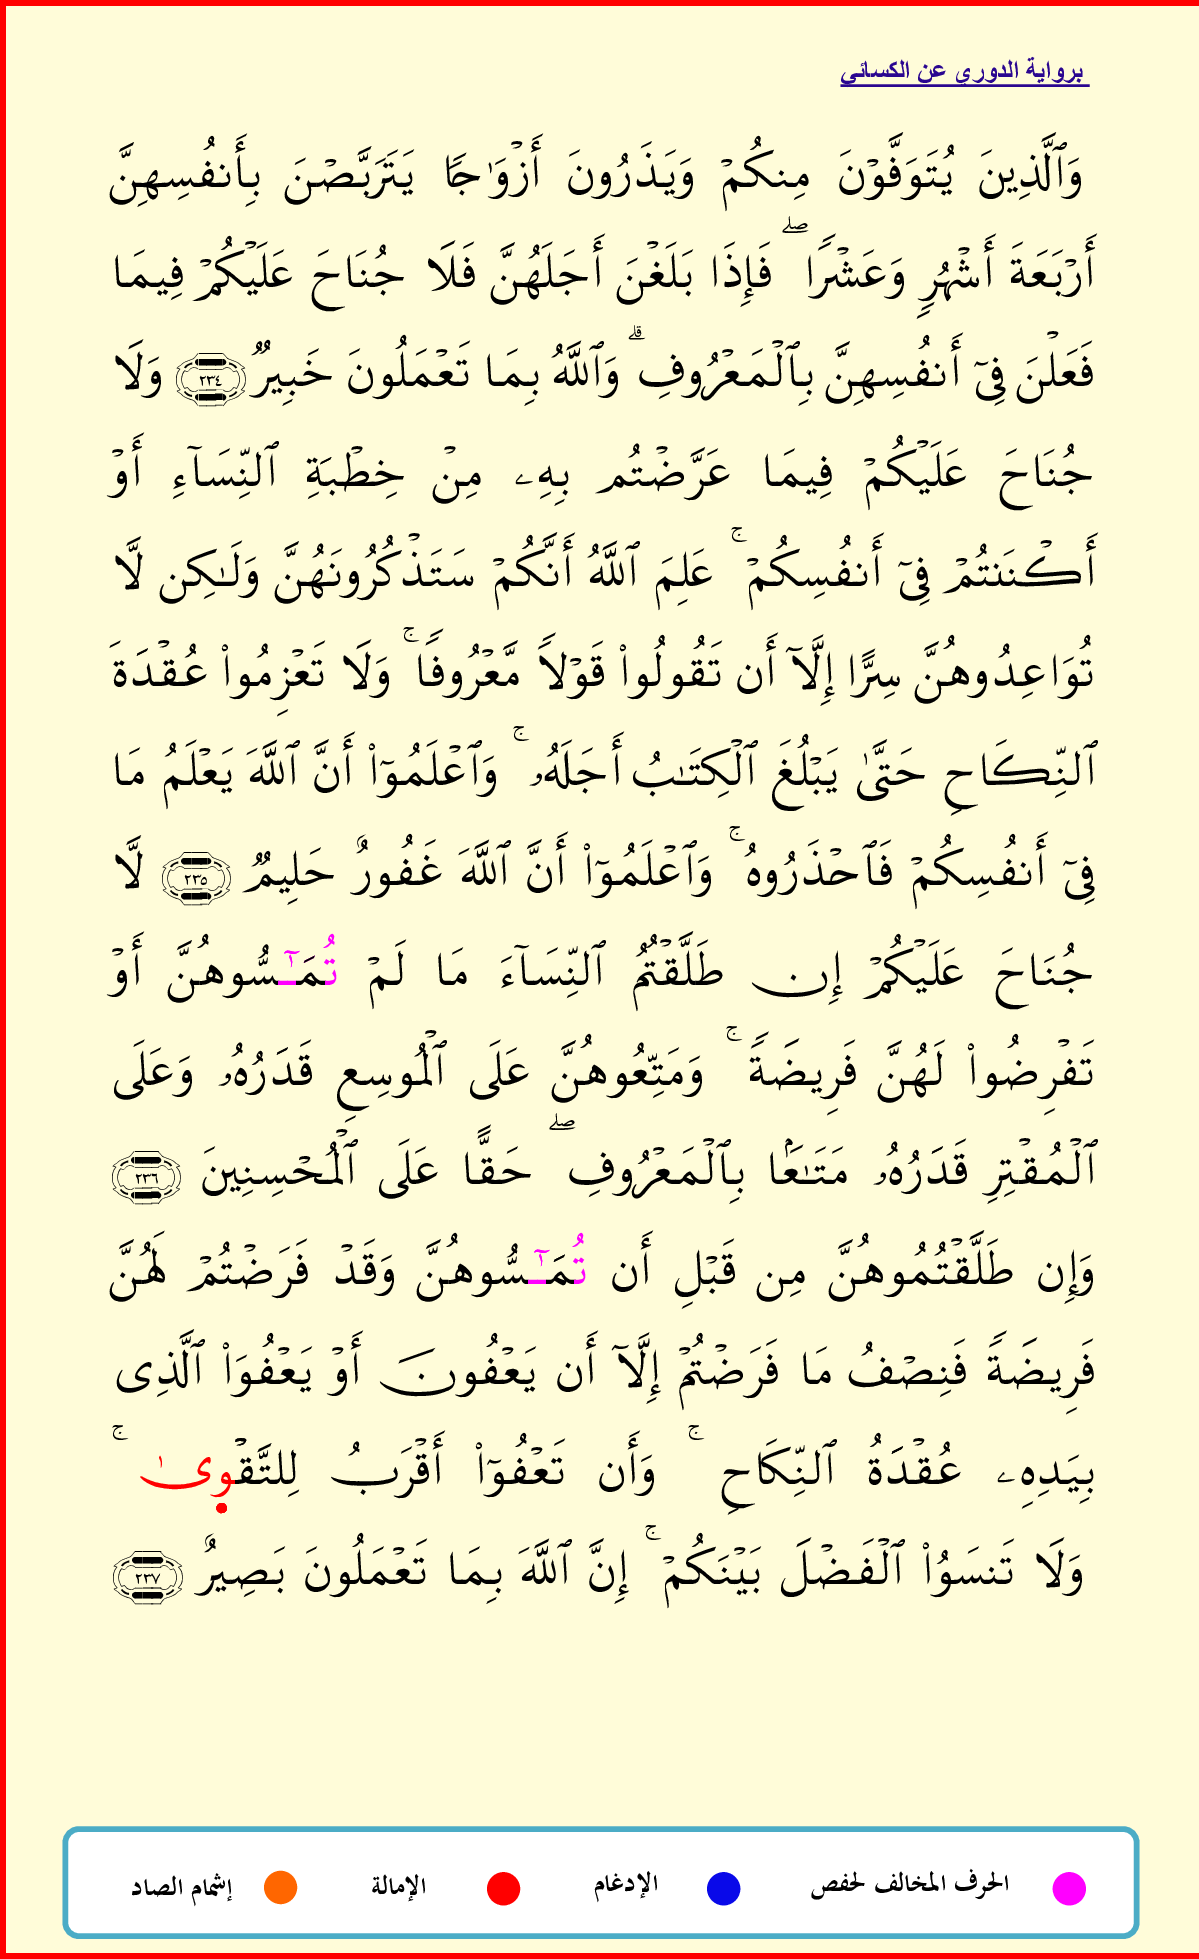 برواية الدوري عن الكسائي
وَٱلَّذِينَ يُتَوَفَّوۡنَ مِنكُمۡ وَيَذَرُونَ أَزۡوَٰجٗا يَتَرَبَّصۡنَ بِأَنفُسِهِنَّ
أَرۡبَعَةَ أَشۡهُرٖ وَعَشۡرٗاۖ فَإِذَا بَلَغۡنَ أَجَلَهُنَّ فَلَا جُنَاحَ عَلَيۡكُمۡ فِيمَا
فَعَلۡنَ فِيٓ أَنفُسِهِنَّ بِٱلۡمَعۡرُوفِۗ وَٱللَّهُ بِمَا تَعۡمَلُونَ خَبِيرٞ ٢٣٤ وَلَا
جُنَاحَ عَلَيۡكُمۡ فِيمَا عَرَّضۡتُم بِهِۦ مِنۡ خِطۡبَةِ ٱلنِّسَآءِ أَوۡ
أَكۡنَنتُمۡ فِيٓ أَنفُسِكُمۡۚ عَلِمَ ٱللَّهُ أَنَّكُمۡ سَتَذۡكُرُونَهُنَّ وَلَٰكِن لَّا
تُوَاعِدُوهُنَّ سِرًّا إِلَّآ أَن تَقُولُواْ قَوۡلٗا مَّعۡرُوفٗاۚ وَلَا تَعۡزِمُواْ عُقۡدَةَ
ٱلنِّكَاحِ حَتَّىٰ يَبۡلُغَ ٱلۡكِتَٰبُ أَجَلَهُۥۚ وَٱعۡلَمُوٓاْ أَنَّ ٱللَّهَ يَعۡلَمُ مَا
فِيٓ أَنفُسِكُمۡ فَٱحۡذَرُوهُۚ وَٱعۡلَمُوٓاْ أَنَّ ٱللَّهَ غَفُورٌ حَلِيمٞ ٢٣٥ لَّا
جُنَاحَ عَلَيۡكُمۡ إِن طَلَّقۡتُمُ ٱلنِّسَآءَ مَا لَمۡ تُمَٰٓسُّوهُنَّ أَوۡ
تَفۡرِضُواْ لَهُنَّ فَرِيضَةٗۚ وَمَتِّعُوهُنَّ عَلَى ٱلۡمُوسِعِ قَدَرُهُۥ وَعَلَى
ٱلۡمُقۡتِرِ قَدَرُهُۥ مَتَٰعَۢا بِٱلۡمَعۡرُوفِۖ حَقًّا عَلَى ٱلۡمُحۡسِنِينَ ٢٣٦
وَإِن طَلَّقۡتُمُوهُنَّ مِن قَبۡلِ أَن تُمَٰٓسُّوهُنَّ وَقَدۡ فَرَضۡتُمۡ لَهُنَّ
فَرِيضَةٗ فَنِصۡفُ مَا فَرَضۡتُمۡ إِلَّآ أَن يَعۡفُونَ أَوۡ يَعۡفُوَاْ ٱلَّذِي
بِيَدِهِۦ عُقۡدَةُ ٱلنِّكَاحِۚ وَأَن تَعۡفُوٓاْ أَقۡرَبُ لِلتَّقۡوٜىٰۚ
وَلَا تَنسَوُاْ ٱلۡفَضۡلَ بَيۡنَكُمۡۚ إِنَّ ٱللَّهَ بِمَا تَعۡمَلُونَ بَصِيرٌ ٢٣٧
الحرف المخالف لحفص الإدغام الإمالة إشمام الصاد